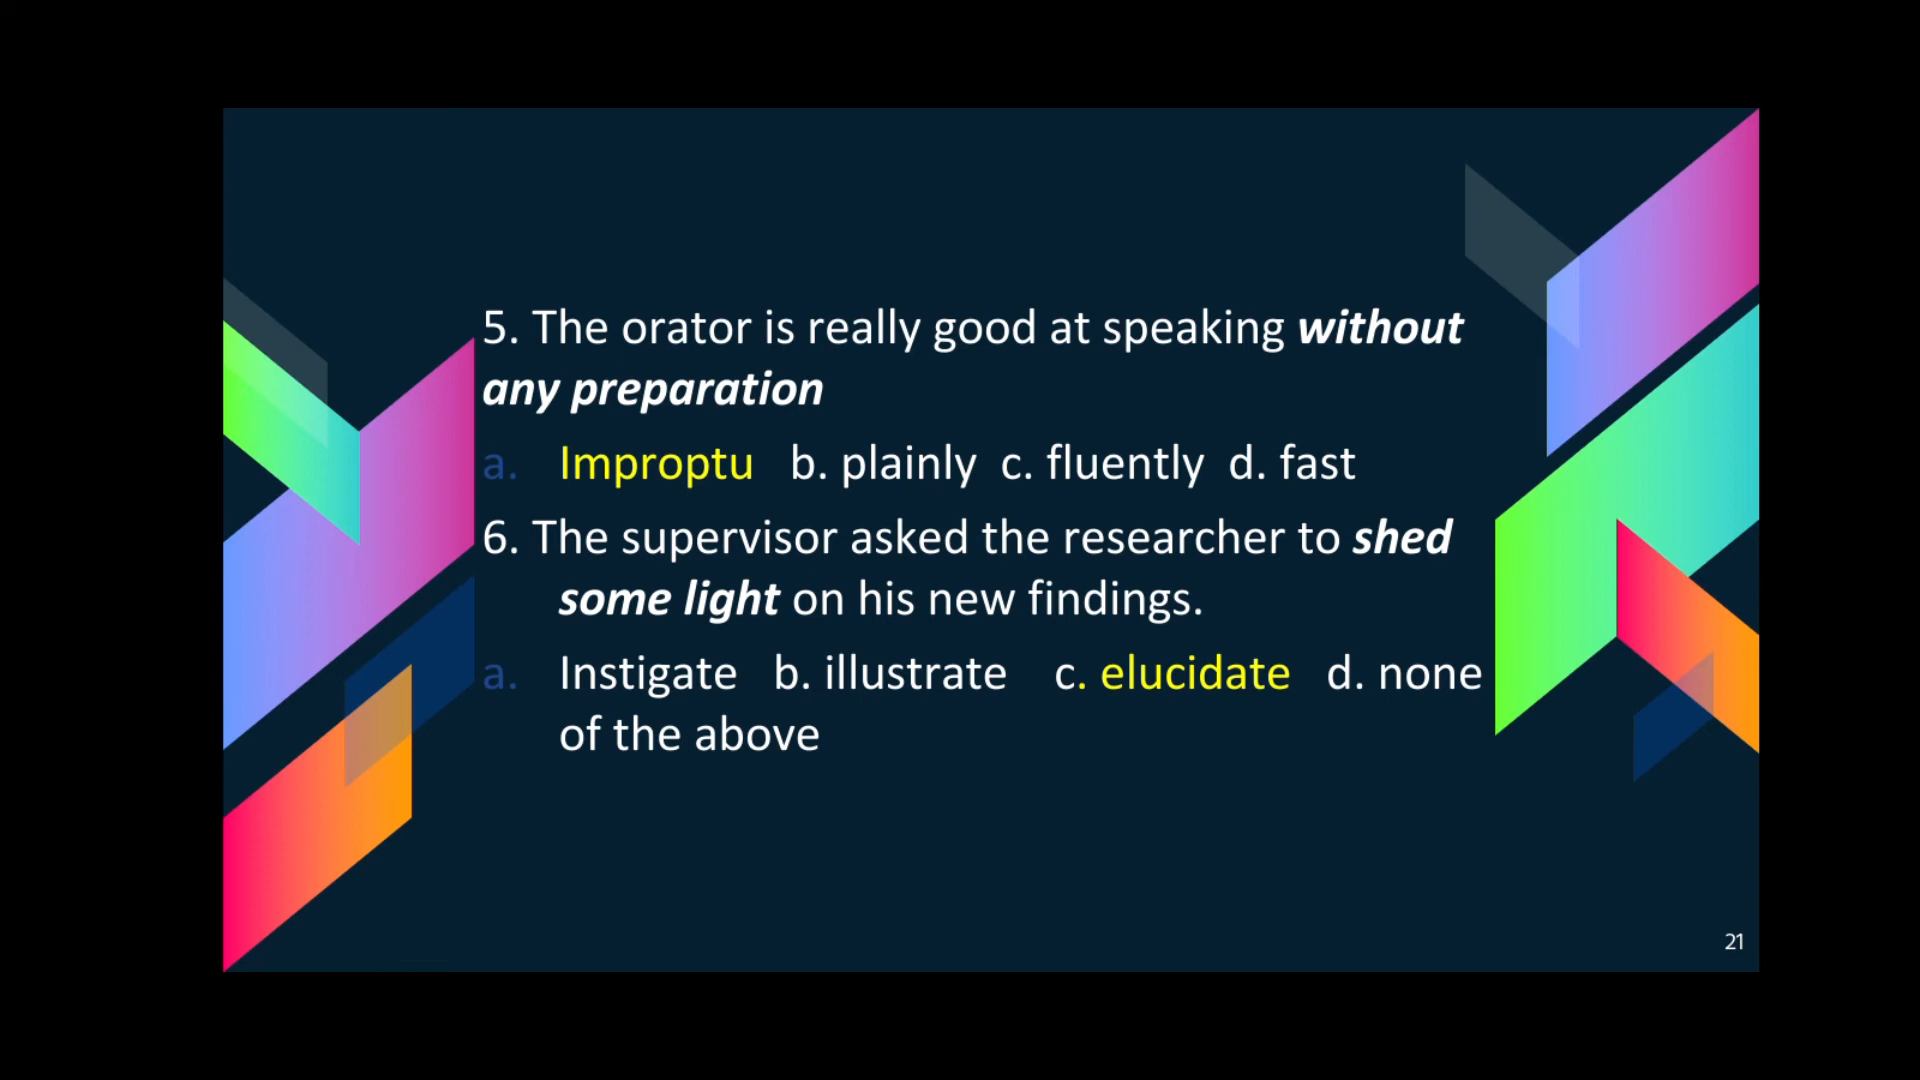 5. The orator is really good at speaking without
any preparation
a. Improptu b. plainly c. fluently d. fast
6. The supervisor asked the researcher to shed
some light on his new findings.
a. Instigate b. illustrate c. elucidate d. none
of the above
21